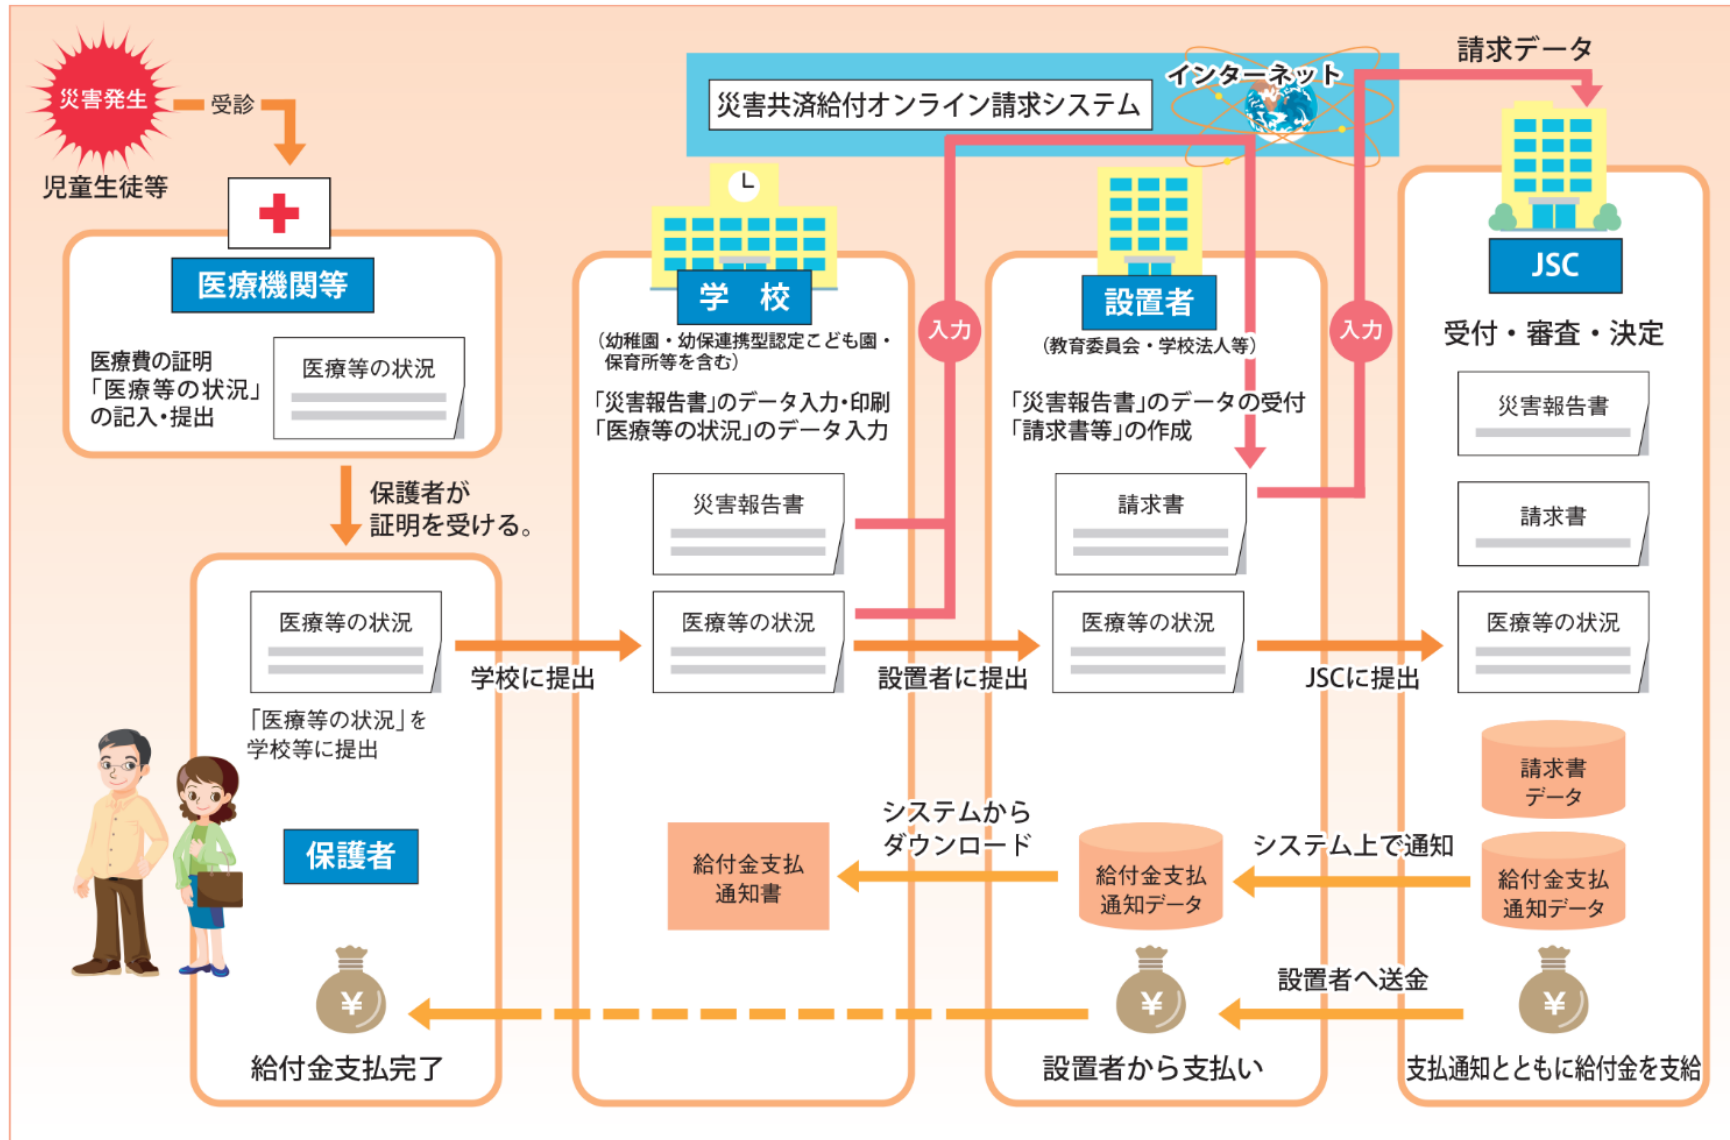 災害発生
受診
児童生徒等
災害共済給付オンライン請求システム
インターネット
請求データ
医療機関等
医療費の証明
「医療等の状況」
の記入・提出
医療等の状況
保護者が
証明を受ける。
医療等の状況
「医療等の状況」を
学校等に提出
保護者
給付金支払完了
学校に提出
学　校
（幼稚園・幼保連携型認定こども園・
保育所等を含む）
「災害報告書」のデータ入力・印刷
「医療等の状況」のデータ入力
災害報告書
医療等の状況
入力
設置者に提出
システムから
ダウンロード
給付金支払
通知書
設置者
（教育委員会・学校法人等）
「災害報告書」のデータの受付
「請求書等」の作成
請求書
医療等の状況
入力
JSCに提出
システム上で通知
給付金支払
通知データ
¥
¥
設置者へ送金
設置者から支払い
JSC
受付・審査・決定
災害報告書
請求書
医療等の状況
請求書
データ
給付金支払
通知データ
¥
支払通知とともに給付金を支給